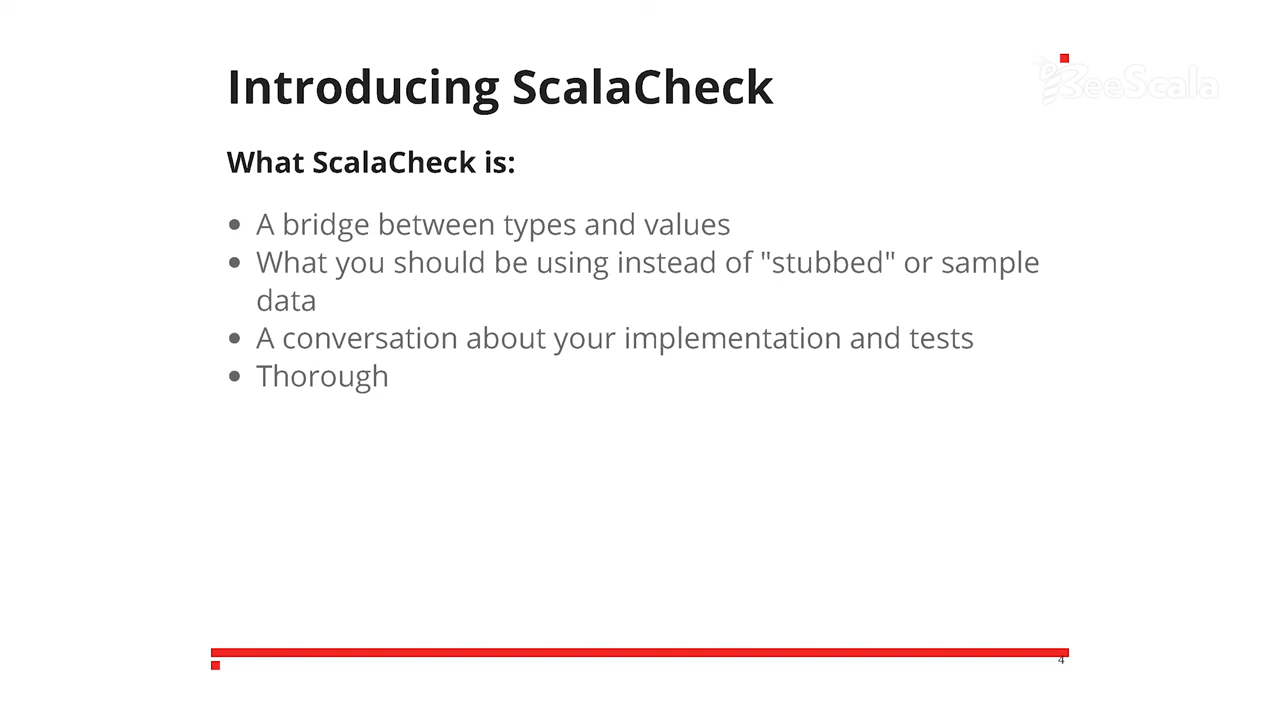 Introducing ScalaCheck
BeeScala
What ScalaCheck is:
• A bridge between types and values
• What you should be using instead of "stubbed" or sample
data
• A conversation about your implementation and tests
• Thorough
4